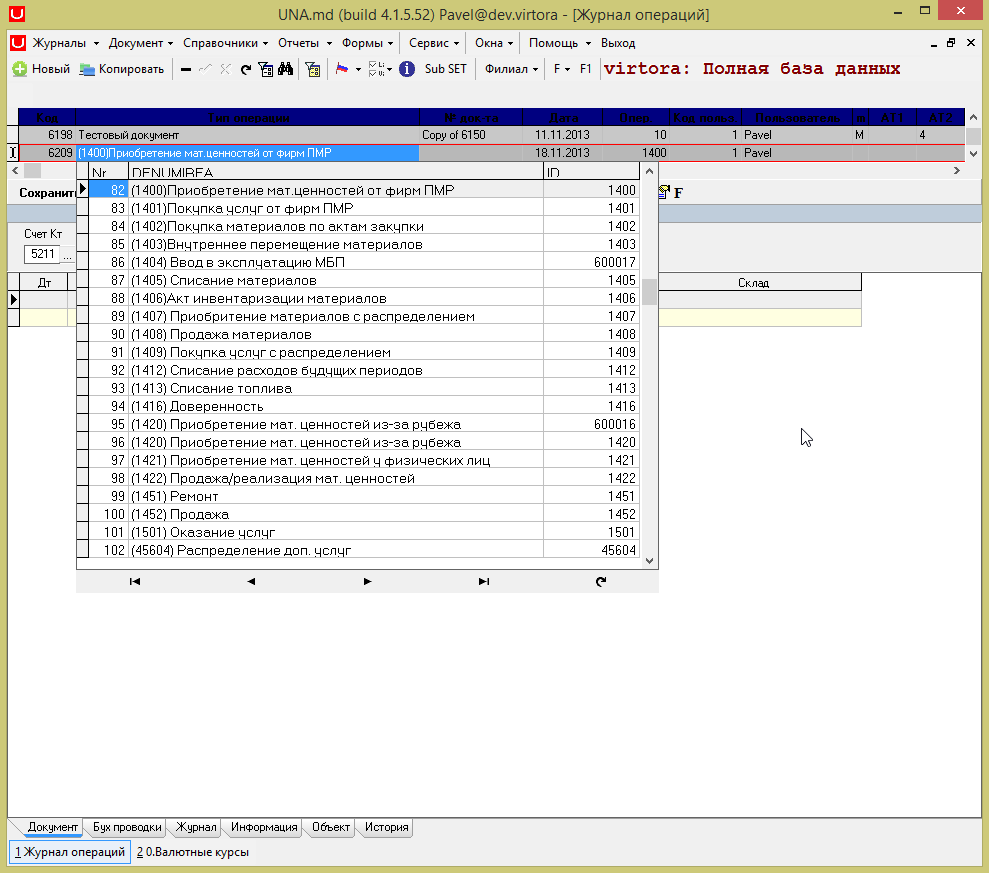 UNA.md (build 4.1.5.52) Pavel@dev.virtora - [Журнал операций]
Журналы Документ Справочники Отчеты Формы Сервис Окна Помощь Выход
Новый Копировать Sub SET Филиал F F1 virtora: Полная база данных
Код Тип операции № док-та Дата Опер. Код польз. Пользователь m A11 A12
6198 Тестовый документ Copy of 6150 11.11.2013 10 1 Pavel M 4
6209 (1400)Приобретение мат.ценностей от фирм ПМР 18.11.2013 1400 1 Pavel
Nr DENUMIREA ID
Сохранит F
Счет Кт
5211 ...
Дт Склад
82 (1400)Приобретение мат.ценностей от фирм ПМР 1400
83 (1401)Покупка услуг от фирм ПМР 1401
84 (1402)Покупка материалов по актам закупки 1402
85 (1403)Внутреннее перемещение материалов 1403
86 (1404) Ввод в эксплуатацию МБП 600017
87 (1405) Списание материалов 1405
88 (1406)Акт инвентаризации материалов 1406
89 (1407) Приобритение материалов с распределением 1407
90 (1408) Продажа материалов 1408
91 (1409) Покупка услуг с распределением 1409
92 (1412) Списание расходов будущих периодов 1412
93 (1413) Списание топлива 1413
94 (1416) Доверенность 1416
95 (1420) Приобретение мат. ценностей из-за рубежа 600016
96 (1420) Приобретение мат. ценностей из-за рубежа 1420
97 (1421) Приобретение мат. ценностей у физических лиц 1421
98 (1422) Продажа/реализация мат. ценностей 1422
99 (1451) Ремонт 1451
100 (1452) Продажа 1452
101 (1501) Оказание услуг 1501
102 (45604) Распределение доп. услуг 45604
Документ Бух проводки Журнал Информация Объект История
1 Журнал операций 2 0.Валютные курсы